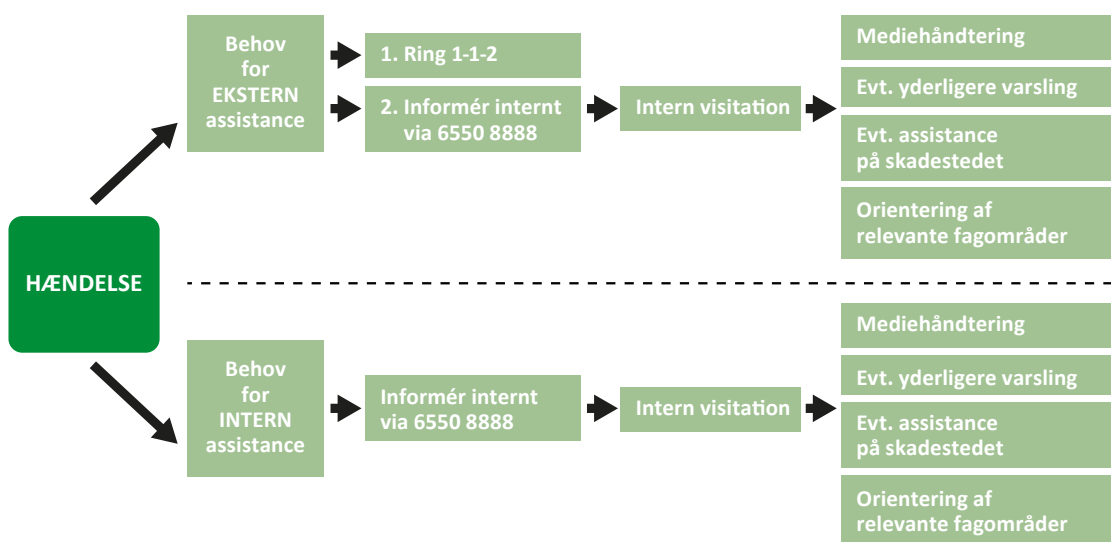 HÆNDELSE
Behov
for
EKSTERN
assistance
1. Ring 1-1-2
2. Informér internt
via 6550 8888
Intern visitation
Mediehåndtering
Evt. yderligere varsling
Evt. assistance
på skadestedet
Orientering af
relevante fagområder
Behov
for
INTERN
assistance
Informér internt
via 6550 8888
Intern visitation
Mediehåndtering
Evt. yderligere varsling
Evt. assistance
på skadestedet
Orientering af
relevante fagområder